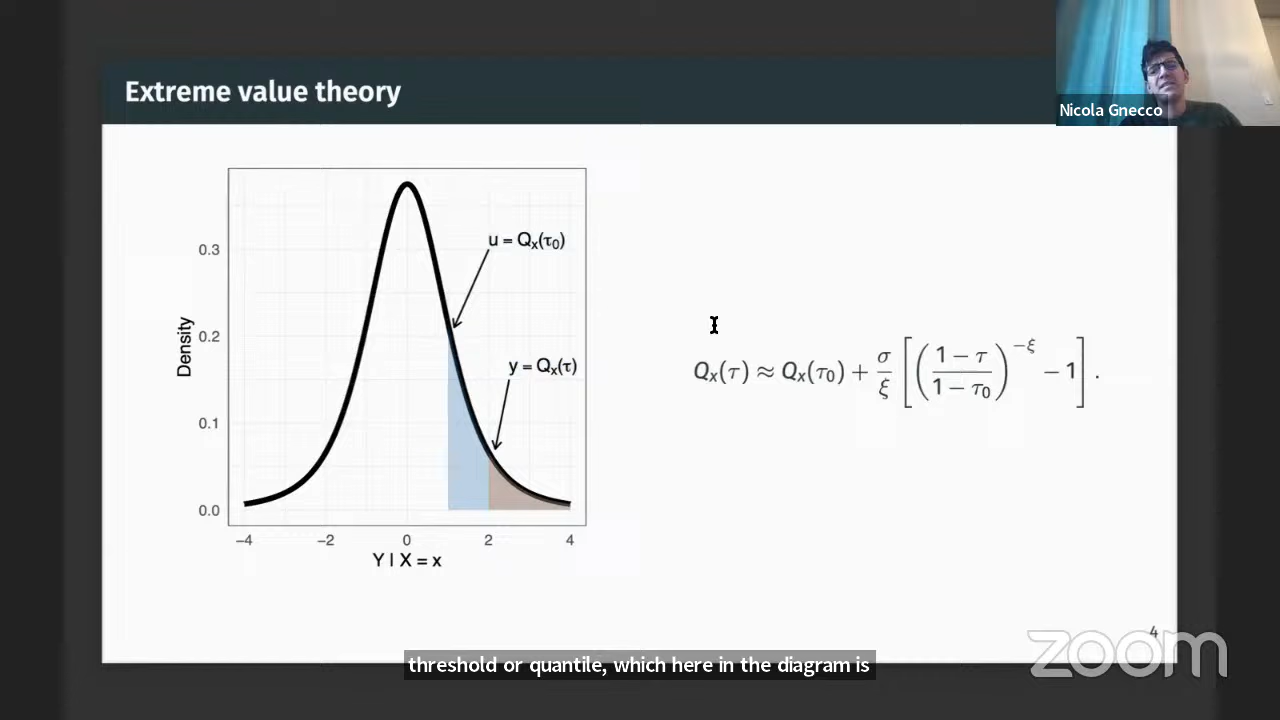 Extreme value theory
Nicola Gnecco
u = Qₓ(τ₀)
y = Qₓ(τ)
0.3
0.2
0.1
0.0
Density
−4 −2 0 2 4
Y | X = x
Qₓ(τ) ≈ Qₓ(τ₀) + σ/ξ [((1 − τ)/(1 − τ₀))^−ξ − 1].
4
zoom
threshold or quantile, which here in the diagram is